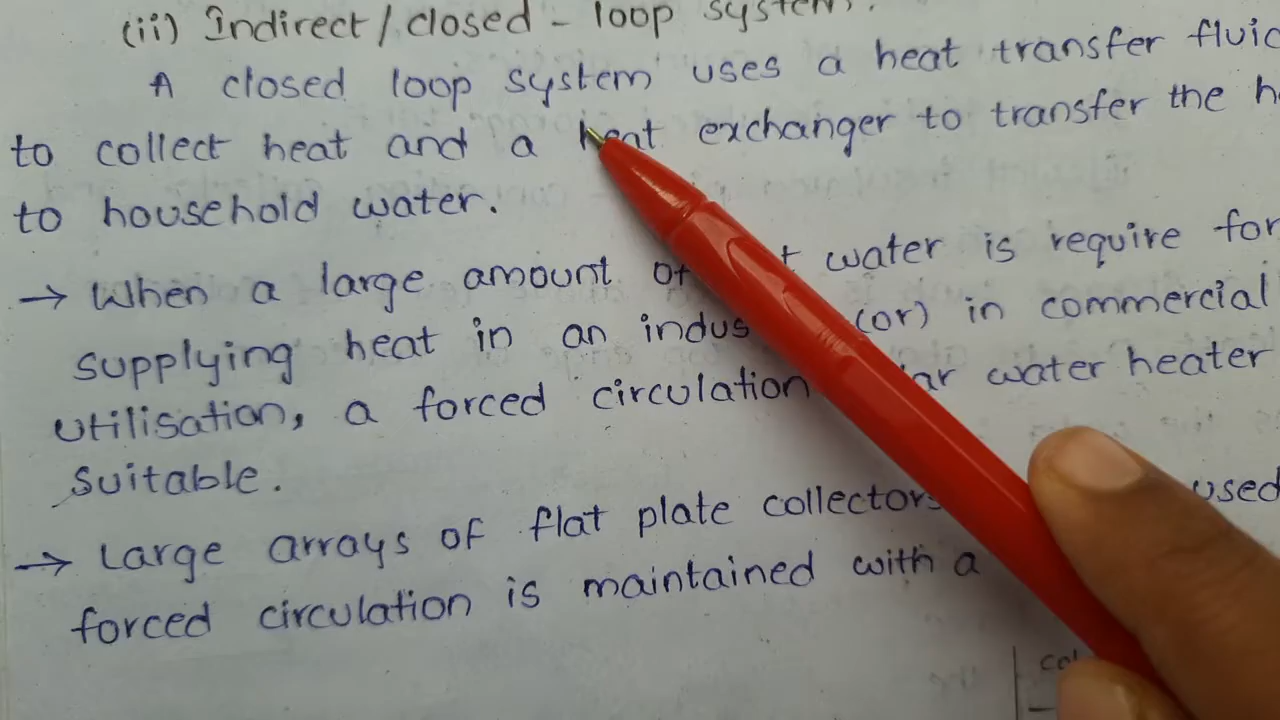 (ii) Indirect / closed - loop system.
A closed loop system uses a heat transfer fluid
to collect heat and a heat exchanger to transfer the
to household water.
→ When a large amount of water is require for
supplying heat in an (or) in commercial
utilisation, a forced circulation water heater
suitable.
→ Large arrays of flat plate collectors used
forced circulation is maintained with a